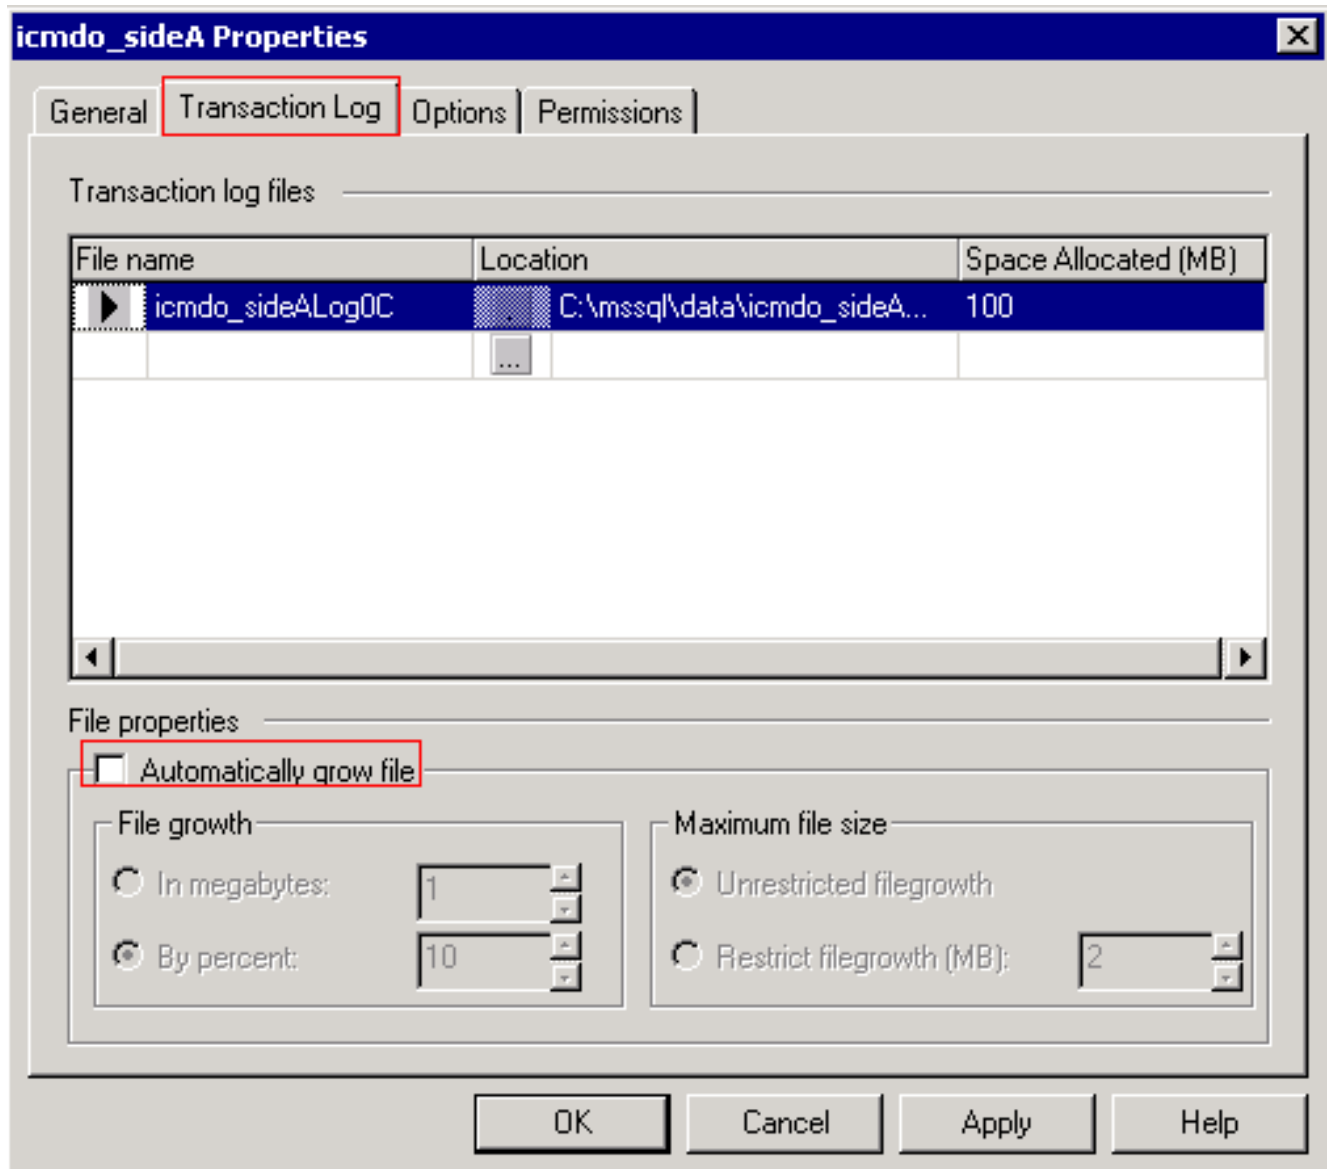 icmdo_sideA Properties
General Transaction Log Options Permissions
Transaction log files
File name Location Space Allocated (MB)
icmdo_sideALog0C . C:\mssql\data\icmdo_sideA... 100
...
File properties
Automatically grow file
File growth Maximum file size
In megabytes: 1 Unrestricted filegrowth
By percent: 10 Restrict filegrowth (MB): 2
OK Cancel Apply Help